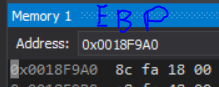 Memory 1 EBP
Address: 0x0018F9A0
0x0018F9A0 8c fa 18 00